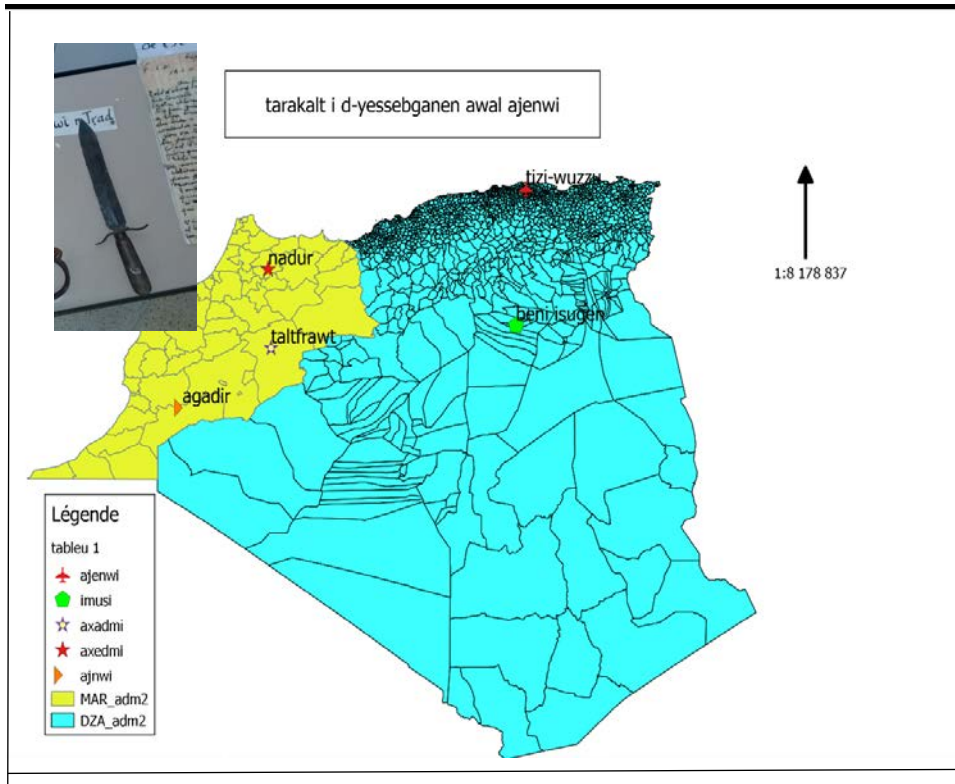 tarakalt i d-yessebganen awal ajenwi
tizi-wuzzu
nadur
1:8 178 837
beni isugen
taltfrawt
agadir
Légende
tableu 1
ajenwi
imusi
axadmi
axedmi
ajnwi
MAR_adm2
DZA_adm2